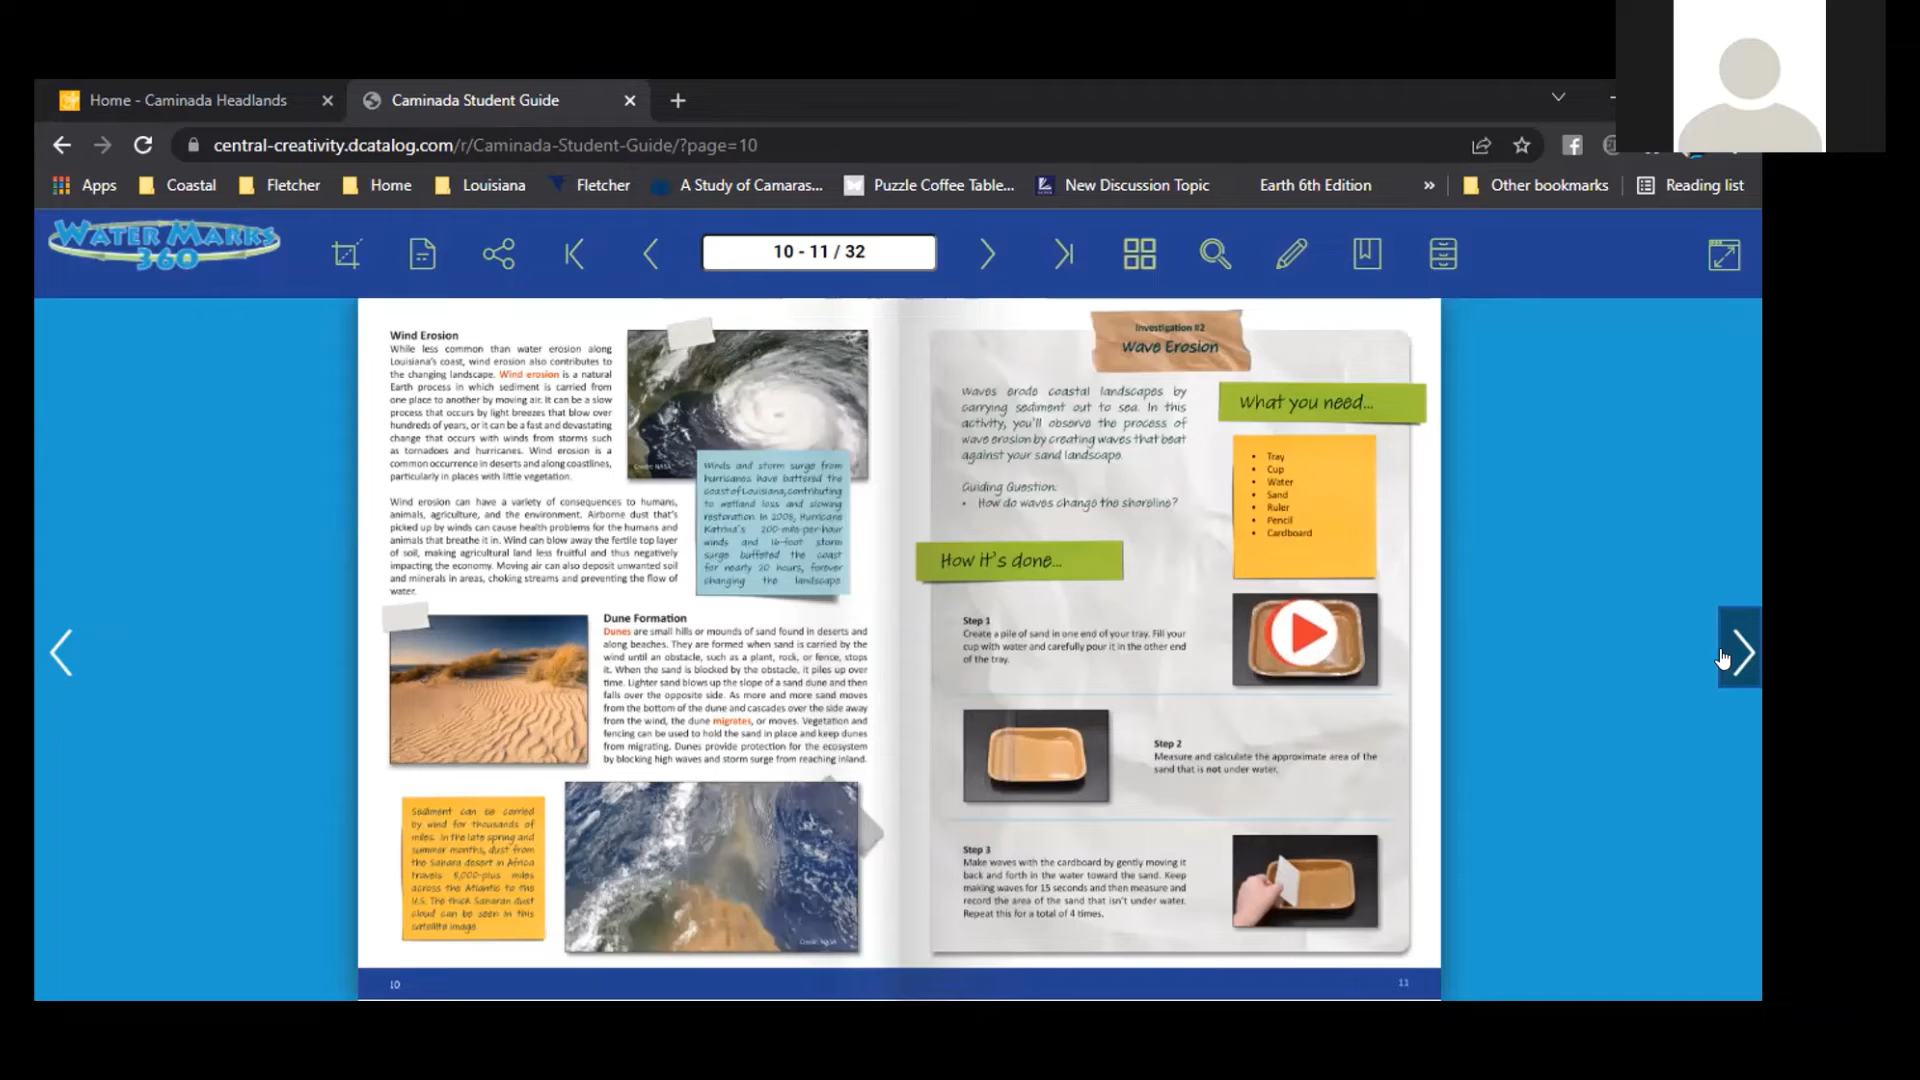 Home - Caminada Headlands
Caminada Student Guide
central-creativity.dcatalog.com/r/Caminada-Student-Guide/?page=10
Apps
Coastal
Fletcher
Home
Louisiana
Fletcher
A Study of Camaras...
Puzzle Coffee Table...
New Discussion Topic
Earth 6th Edition
»
Other bookmarks
Reading list
WATER MARKS
360
10 - 11 / 32
Wind Erosion
While less common than water erosion along
Louisiana's coast, wind erosion also contributes to
the changing landscape. Wind erosion is a natural
Earth process in which sediment is carried from
one place to another by moving air. It can be a slow
process that occurs by light breezes that blow over
hundreds of years, or it can be a fast and devastating
change that occurs with winds from storms such
as tornadoes and hurricanes. Wind erosion is a
common occurrence in deserts and along coastlines,
particularly in places with little vegetation.
Credit: NASA
Winds and storm surge from
hurricanes have battered the
coast of Louisiana, contributing
to wetland loss and slowing
restoration. In 2005, Hurricane
Katrina's 200-mile-per-hour
winds and 16-foot storm
surge buffeted the coast
for nearly 20 hours, forever
changing the landscape.
Wind erosion can have a variety of consequences to humans,
animals, agriculture, and the environment. Airborne dust that's
picked up by winds can cause health problems for the humans and
animals that breathe it in. Wind can blow away the fertile top layer
of soil, making agricultural land less fruitful and thus negatively
impacting the economy. Moving air can also deposit unwanted soil
and minerals in areas, choking streams and preventing the flow of
water.
Dune Formation
Dunes are small hills or mounds of sand found in deserts and
along beaches. They are formed when sand is carried by the
wind until an obstacle, such as a plant, rock, or fence, stops
it. When the sand is blocked by the obstacle, it piles up over
time. Lighter sand blows up the slope of a sand dune and then
falls over the opposite side. As more and more sand moves
from the bottom of the dune and cascades over the side away
from the wind, the dune migrates, or moves. Vegetation and
fencing can be used to hold the sand in place and keep dunes
from migrating. Dunes provide protection for the ecosystem
by blocking high waves and storm surge from reaching inland.
Sediment can be carried
by wind for thousands of
miles. In the late spring and
summer months, dust from
the Sahara desert in Africa
travels 5,000-plus miles
across the Atlantic to the
U.S. The thick Saharan dust
cloud can be seen in this
satellite image.
Credit: NASA
10
Investigation #2
Wave Erosion
Waves erode coastal landscapes by
carrying sediment out to sea. In this
activity, you'll observe the process of
wave erosion by creating waves that beat
against your sand landscape.
Guiding Question:
• How do waves change the shoreline?
What you need...
• Tray
• Cup
• Water
• Sand
• Ruler
• Pencil
• Cardboard
How it's done...
Step 1
Create a pile of sand in one end of your tray. Fill your
cup with water and carefully pour it in the other end
of the tray.
Step 2
Measure and calculate the approximate area of the
sand that is not under water.
Step 3
Make waves with the cardboard by gently moving it
back and forth in the water toward the sand. Keep
making waves for 15 seconds and then measure and
record the area of the sand that isn't under water.
Repeat this for a total of 4 times.
11